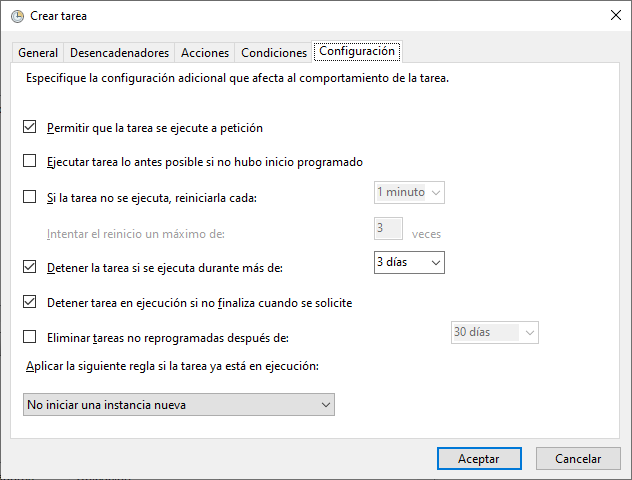 Crear tarea
General Desencadenadores Acciones Condiciones Configuración
Especifique la configuración adicional que afecta al comportamiento de la tarea.
Permitir que la tarea se ejecute a petición
Ejecutar tarea lo antes posible si no hubo inicio programado
Si la tarea no se ejecuta, reiniciarla cada: 1 minuto
Intentar el reinicio un máximo de: 3 veces
Detener la tarea si se ejecuta durante más de: 3 días
Detener tarea en ejecución si no finaliza cuando se solicite
Eliminar tareas no reprogramadas después de: 30 días
Aplicar la siguiente regla si la tarea ya está en ejecución:
No iniciar una instancia nueva
Aceptar Cancelar